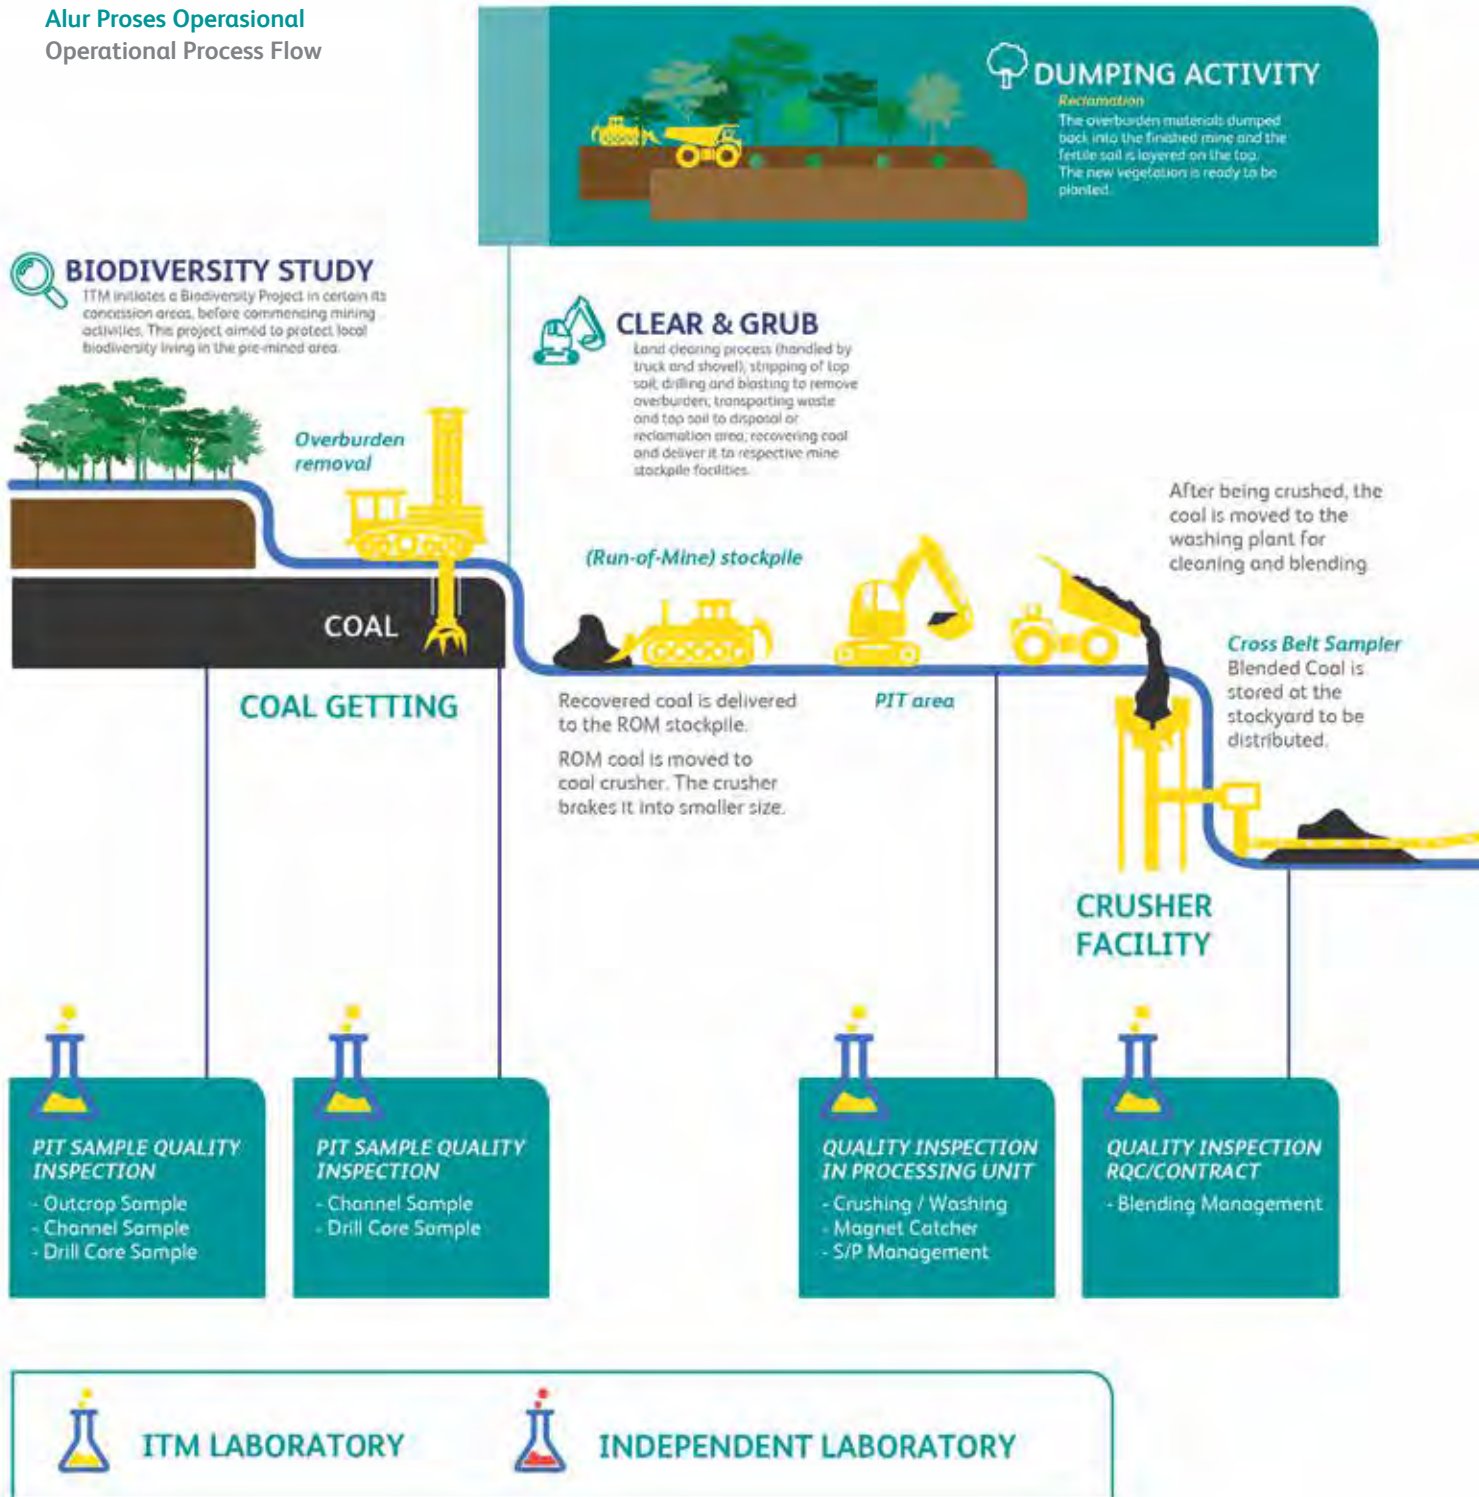 Alur Proses Operasional
Operational Process Flow
DUMPING ACTIVITY
Reclamation
The overburden materials dumped
back into the finished mine and the
fertile soil is layered on the top.
The new vegetation is ready to be
planted.
BIODIVERSITY STUDY
ITM initiates a Biodiversity Project in certain its
concession areas, before commencing mining
activities. This project aimed to protect local
biodiversity living in the pre-mined area.
CLEAR & GRUB
Land clearing process (handled by
truck and shovel), stripping of top
soil, drilling and blasting to remove
overburden; transporting waste
and top soil to disposal or
reclamation area, recovering coal
and deliver it to respective mine
stockpile facilities.
Overburden
removal
COAL
COAL GETTING
(Run-of-Mine) stockpile
Recovered coal is delivered
to the ROM stockpile.
ROM coal is moved to
coal crusher. The crusher
brakes it into smaller size.
PIT area
After being crushed, the
coal is moved to the
washing plant for
cleaning and blending
Cross Belt Sampler
Blended Coal is
stored at the
stockyard to be
distributed.
CRUSHER
FACILITY
PIT SAMPLE QUALITY
INSPECTION
- Outcrop Sample
- Channel Sample
- Drill Core Sample
PIT SAMPLE QUALITY
INSPECTION
- Channel Sample
- Drill Core Sample
QUALITY INSPECTION
IN PROCESSING UNIT
- Crushing / Washing
- Magnet Catcher
- S/P Management
QUALITY INSPECTION
RQC/CONTRACT
- Blending Management
ITM LABORATORY
INDEPENDENT LABORATORY